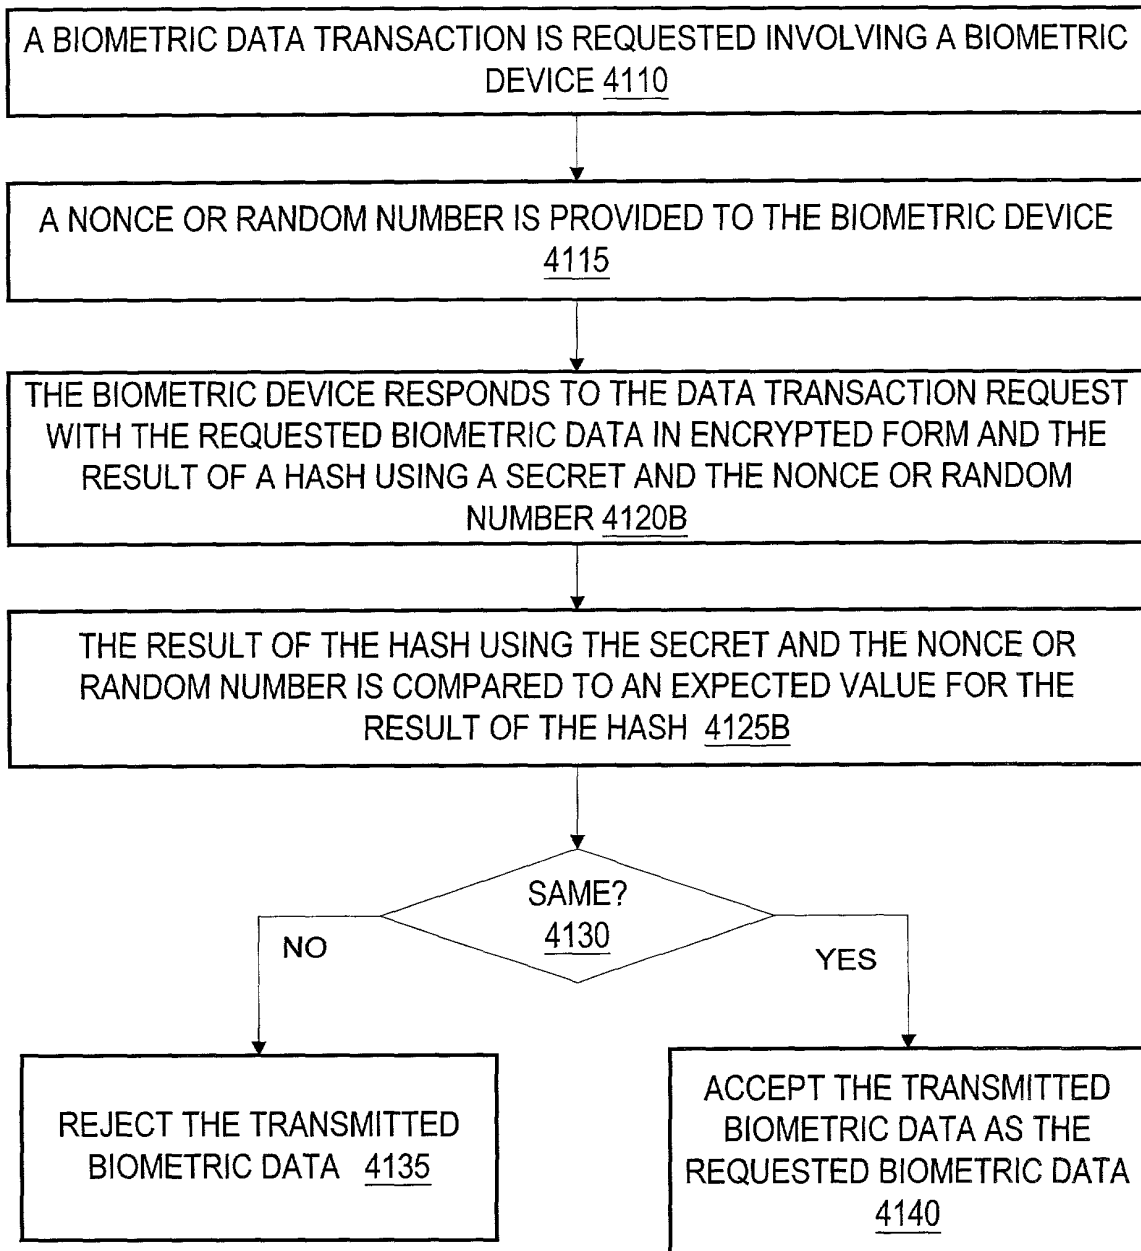 A BIOMETRIC DATA TRANSACTION IS REQUESTED INVOLVING A BIOMETRIC
DEVICE 4110
A NONCE OR RANDOM NUMBER IS PROVIDED TO THE BIOMETRIC DEVICE
4115
THE BIOMETRIC DEVICE RESPONDS TO THE DATA TRANSACTION REQUEST
WITH THE REQUESTED BIOMETRIC DATA IN ENCRYPTED FORM AND THE
RESULT OF A HASH USING A SECRET AND THE NONCE OR RANDOM
NUMBER 4120B
THE RESULT OF THE HASH USING THE SECRET AND THE NONCE OR
RANDOM NUMBER IS COMPARED TO AN EXPECTED VALUE FOR THE
RESULT OF THE HASH 4125B
SAME?
4130
NO
YES
REJECT THE TRANSMITTED
BIOMETRIC DATA 4135
ACCEPT THE TRANSMITTED
BIOMETRIC DATA AS THE
REQUESTED BIOMETRIC DATA
4140